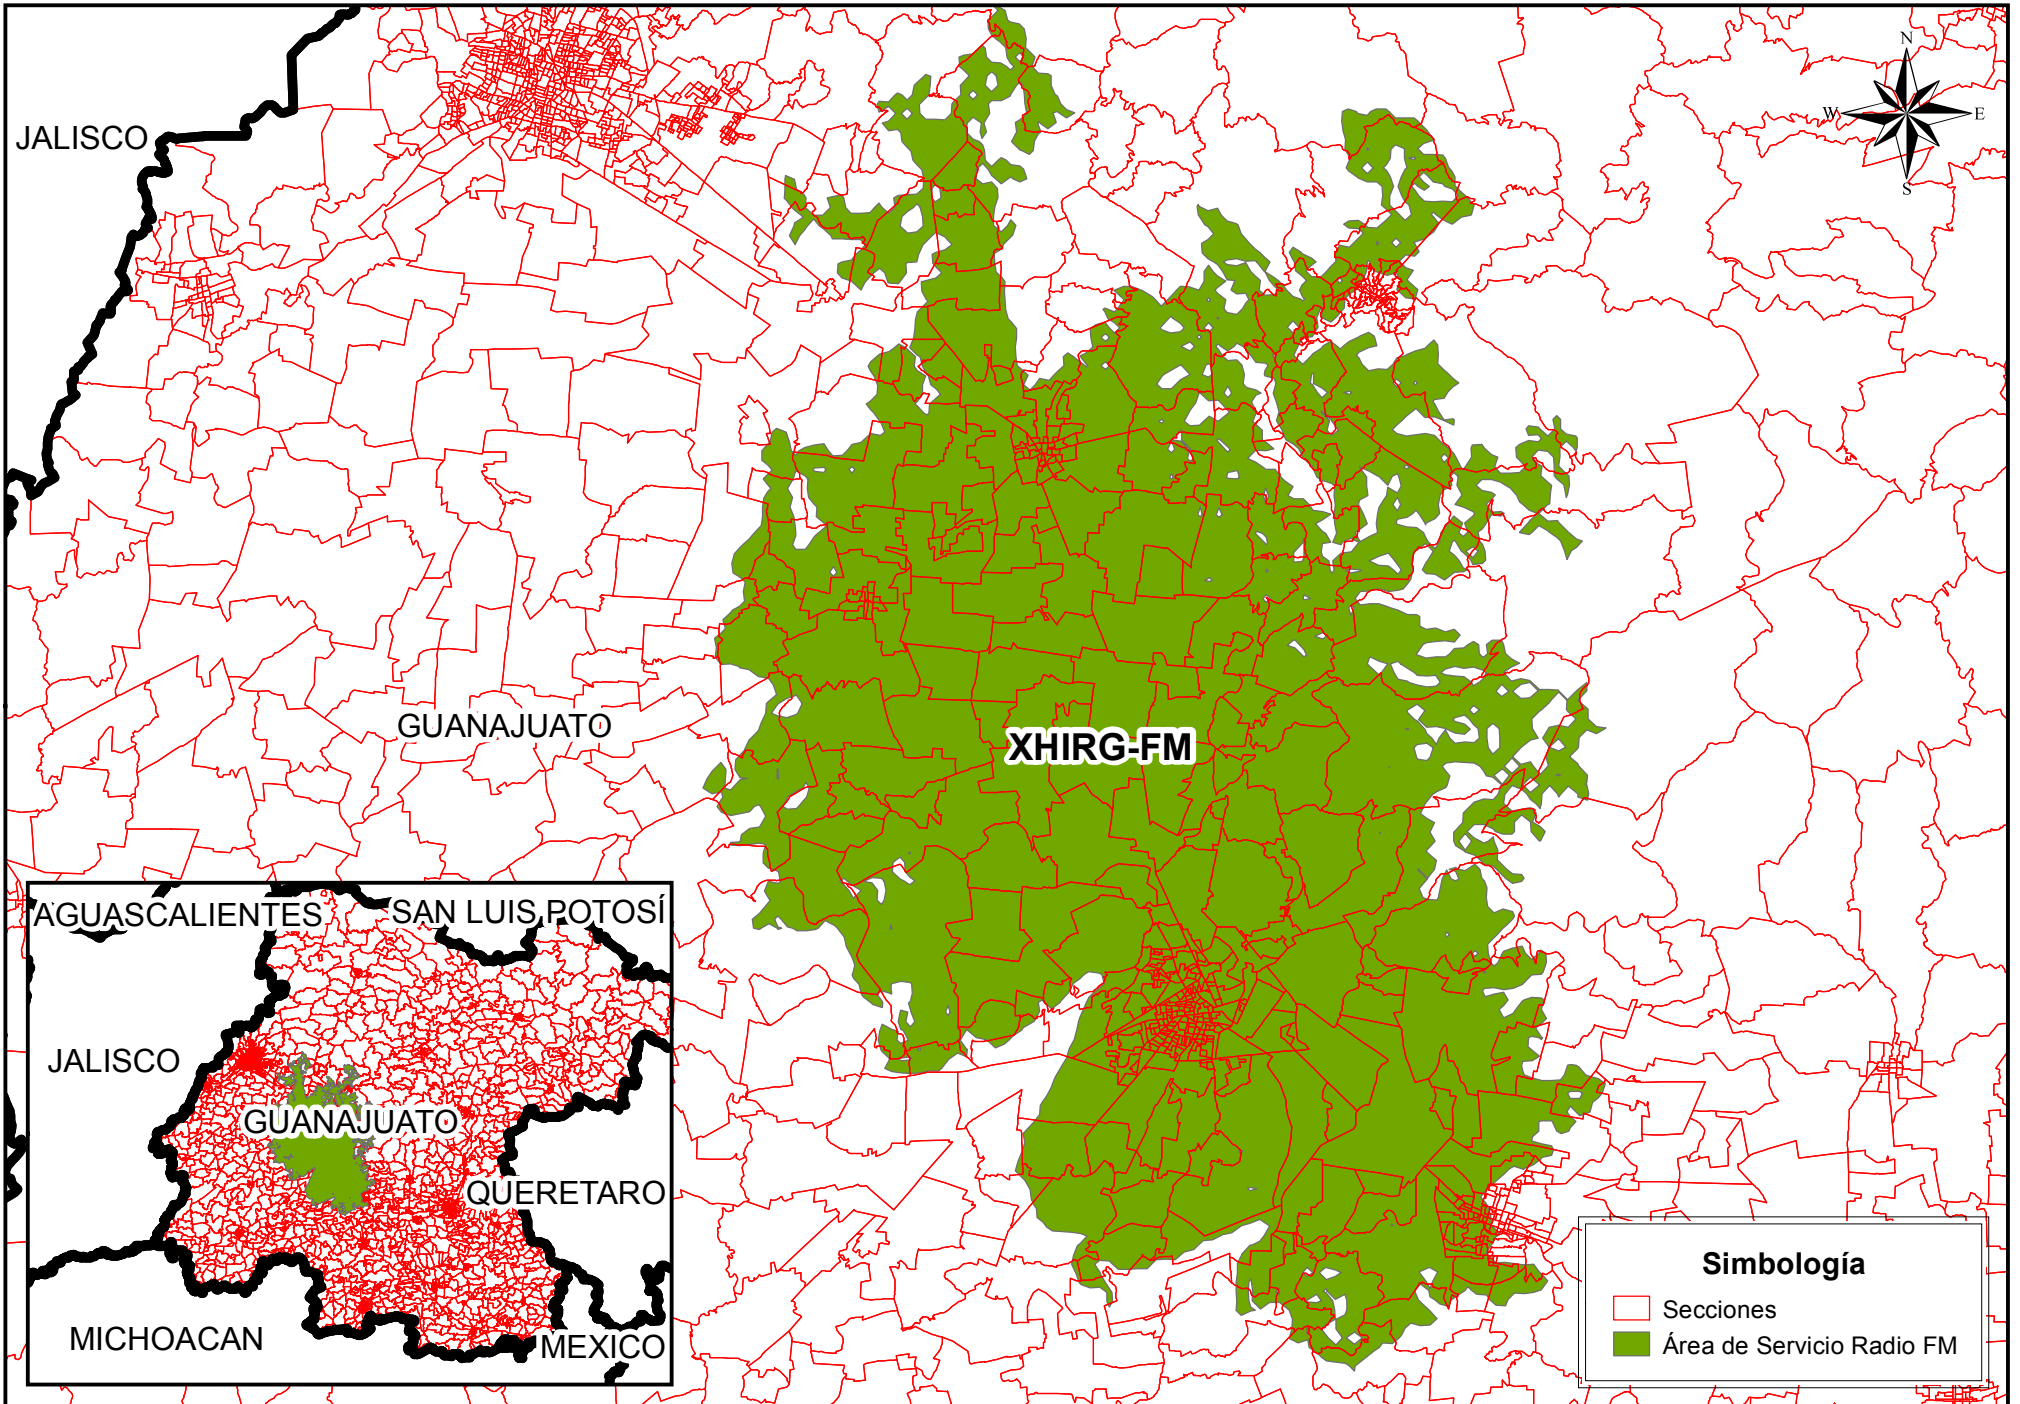 N
W
E
S
JALISCO
GUANAJUATO
XHIRG-FM
AGUASCALIENTES
SAN LUIS POTOSÍ
JALISCO
GUANAJUATO
QUERETARO
MICHOACAN
MEXICO
Simbología
Secciones
Área de Servicio Radio FM